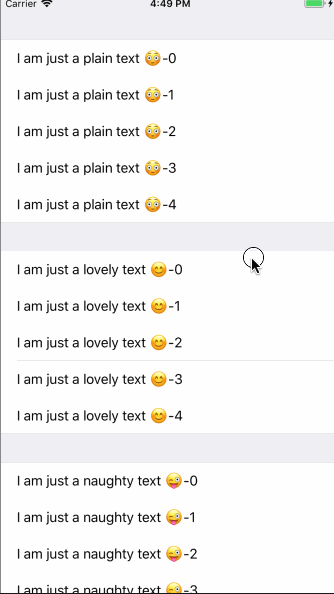 Carrier 4:49 PM
I am just a plain text 😳-0
I am just a plain text 😳-1
I am just a plain text 😳-2
I am just a plain text 😳-3
I am just a plain text 😳-4
I am just a lovely text 😊-0
I am just a lovely text 😊-1
I am just a lovely text 😊-2
I am just a lovely text 😊-3
I am just a lovely text 😊-4
I am just a naughty text 😜-0
I am just a naughty text 😜-1
I am just a naughty text 😜-2
I am just a naughty text 😜-3